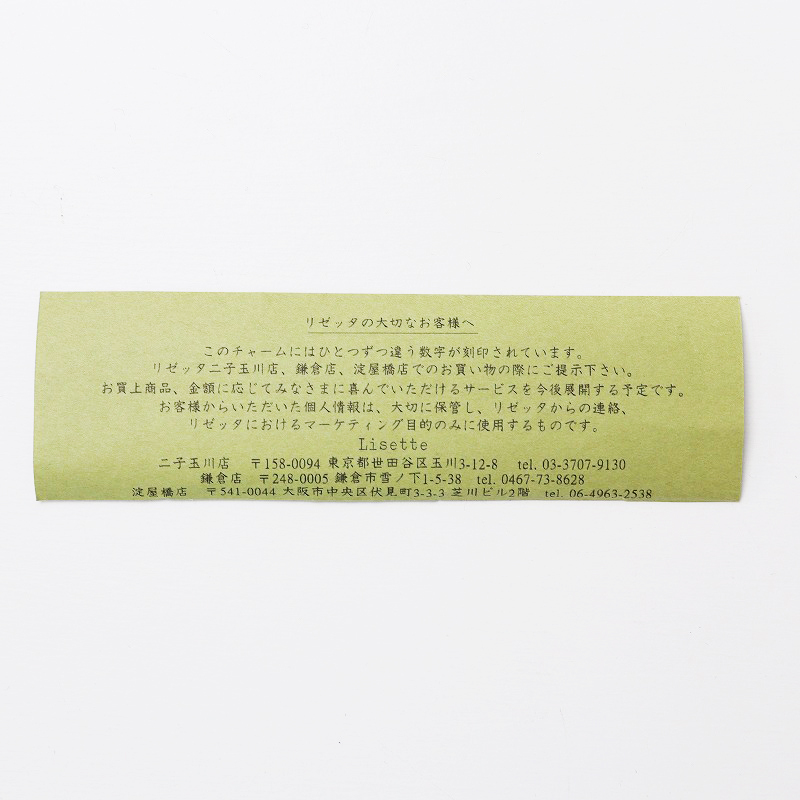 リゼッタの大切なお客様へ
このチャームにはひとつずつ違う数字が刻印されています。
リゼッタ二子玉川店、鎌倉店、淀屋橋店でのお買い物の際にご提示下さい。
お買上商品、金額に応じてみなさまに喜んでいただけるサービスを今後展開する予定です。
お客様からいただいた個人情報は、大切に保管し、リゼッタからの連絡、
リゼッタにおけるマーケティング目的のみに使用するものです。
Lisette
二子玉川店 〒158-0094 東京都世田谷区玉川3-12-8 tel. 03-3707-9130
鎌倉店 〒248-0005 鎌倉市雪ノ下1-5-38 tel. 0467-73-8628
淀屋橋店 〒541-0044 大阪市中央区伏見町3-3-3 芝川ビル2階 tel. 06-4963-2538